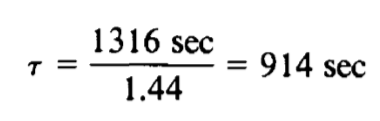 τ = 1316 sec / 1.44 = 914 sec